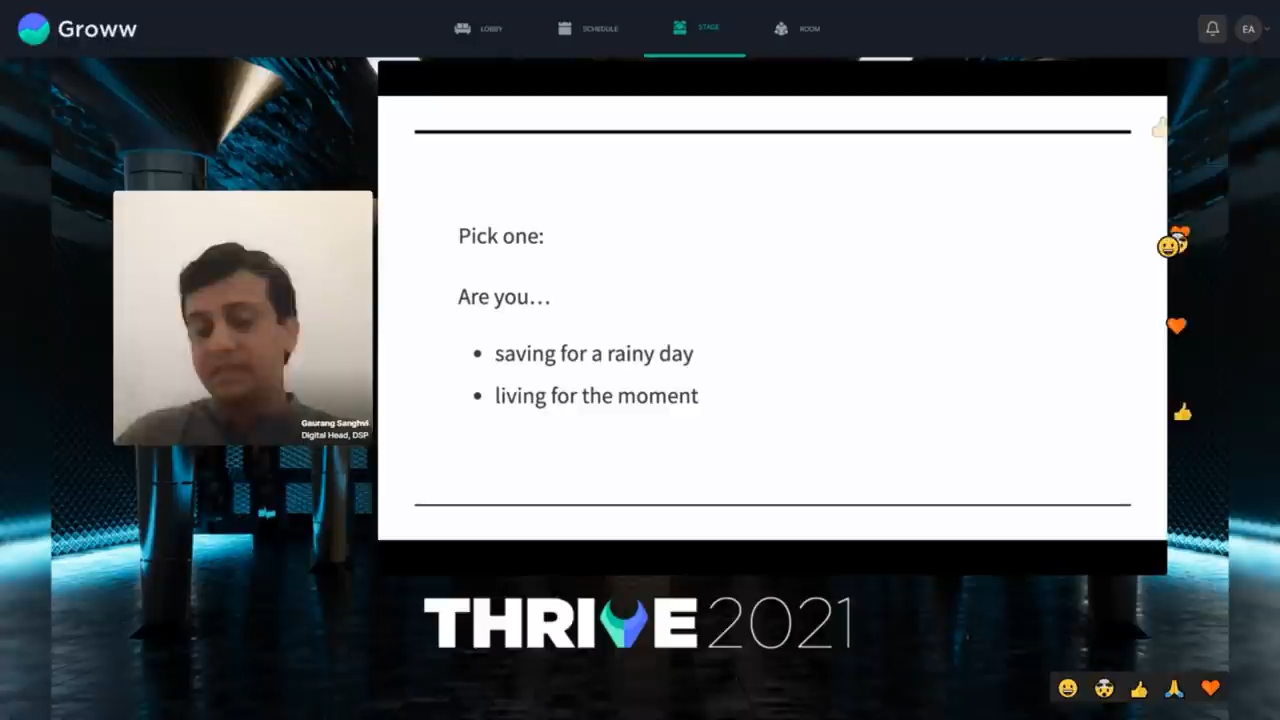 Groww
LOBBY
SCHEDULE
STAGE
ROOM
EA
Pick one:
Are you…
• saving for a rainy day
• living for the moment
Gaurang Sanghvi
Digital Head, DSP
THRIVE 2021